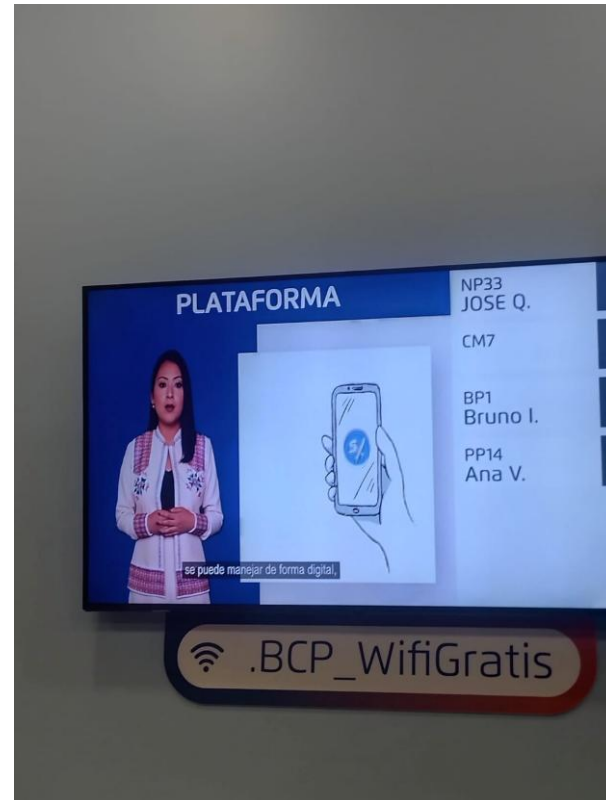 PLATAFORMA
NP33
JOSE Q.
CM7
BP1
Bruno I.
PP14
Ana V.
S/.
se puede manejar de forma digital,
.BCP_WifiGratis